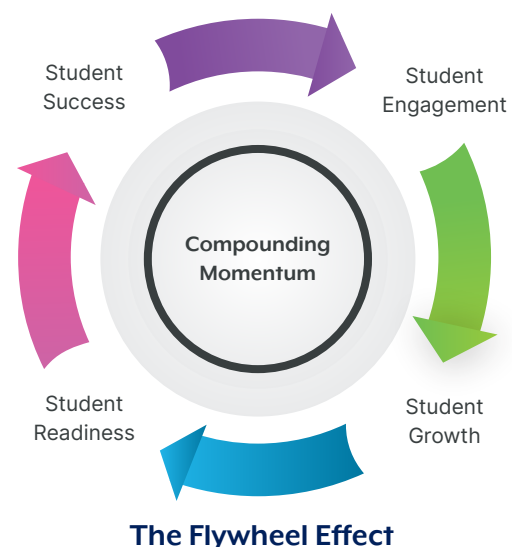 Student
Success
Student
Engagement
Compounding
Momentum
Student
Readiness
Student
Growth
The Flywheel Effect